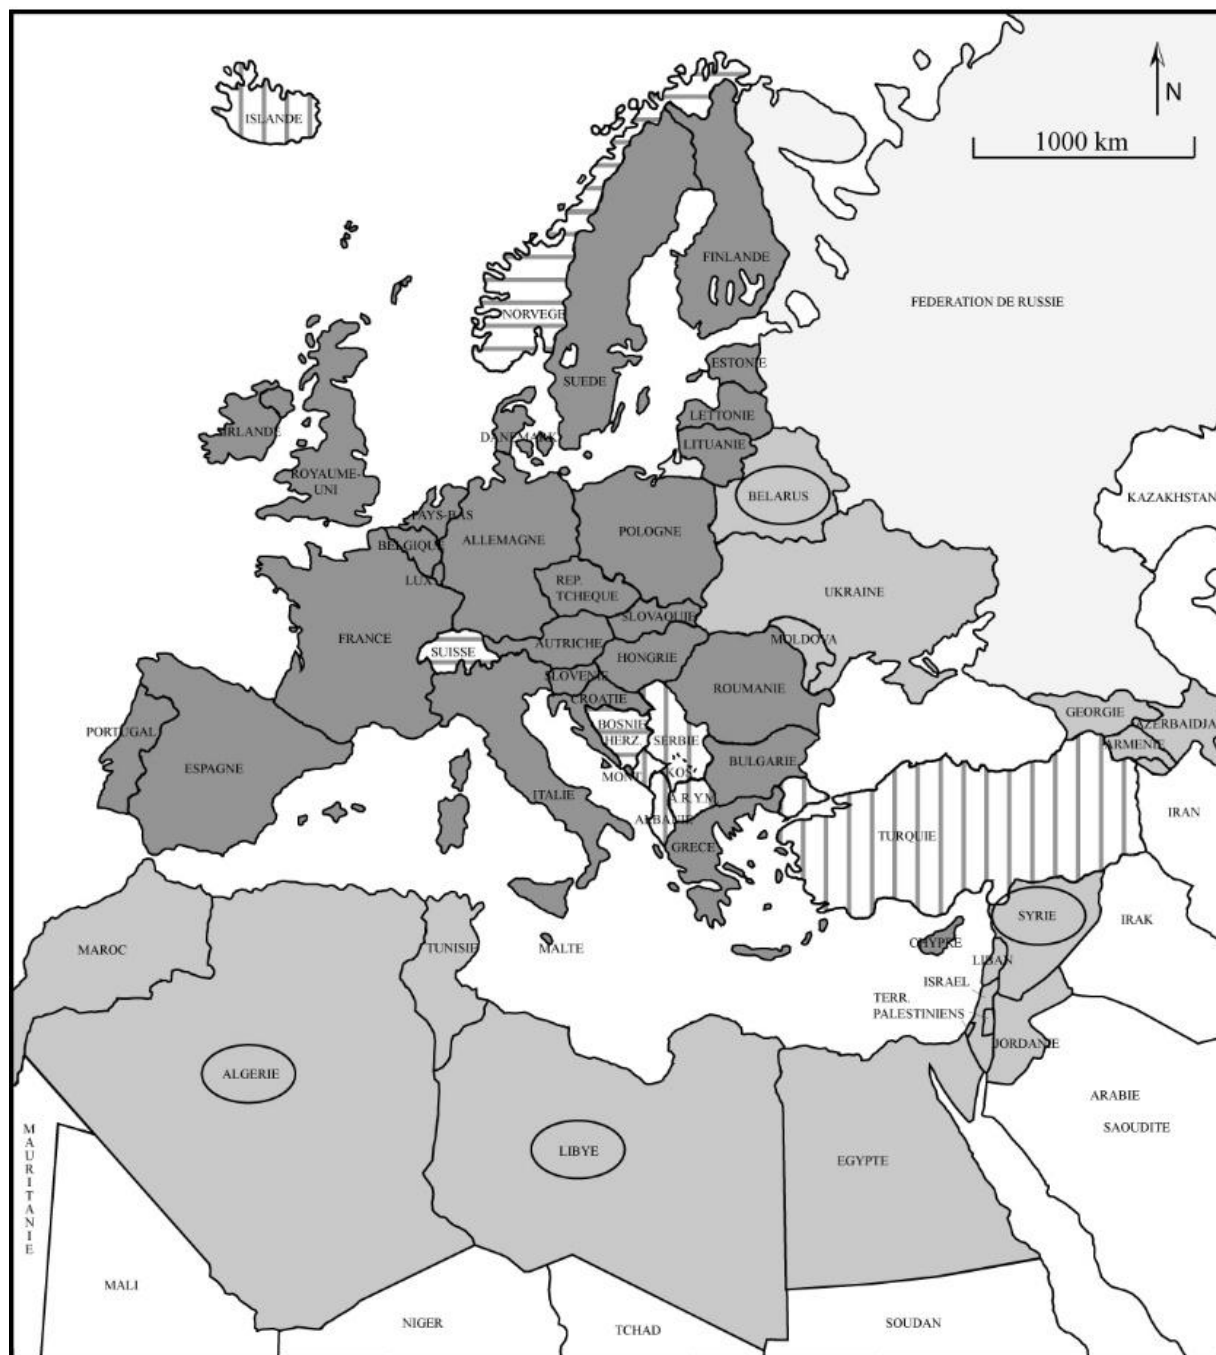 N
1000 km
ISLANDE
FINLANDE
FEDERATION DE RUSSIE
NORVEGE
ESTONIE
SUEDE
LETTONIE
DANEMARK
LITUANIE
IRLANDE
ROYAUME-
UNI
BELARUS
KAZAKHSTAN
PAYS-BAS
POLOGNE
BELGIQUE
ALLEMAGNE
LUX
REP.
TCHEQUE
UKRAINE
SLOVAQUIE
FRANCE
MOLDOVA
AUTRICHE
SUISSE
HONGRIE
SLOVENIE
ROUMANIE
CROATIE
GEORGIE
BOSNIE
HERZ.
SERBIE
AZERBAIDJA
PORTUGAL
ARMENIE
ESPAGNE
BULGARIE
KOS
MONT
ITALIE
A.R.Y.M
IRAN
ALBANIE
TURQUIE
GRECE
SYRIE
IRAK
MAROC
TUNISIE
MALTE
CHYPRE
LIBAN
ISRAEL
TERR.
PALESTINIENS
JORDANIE
ALGERIE
ARABIE
SAOUDITE
MAURITANIE
LIBYE
EGYPTE
MALI
NIGER
TCHAD
SOUDAN